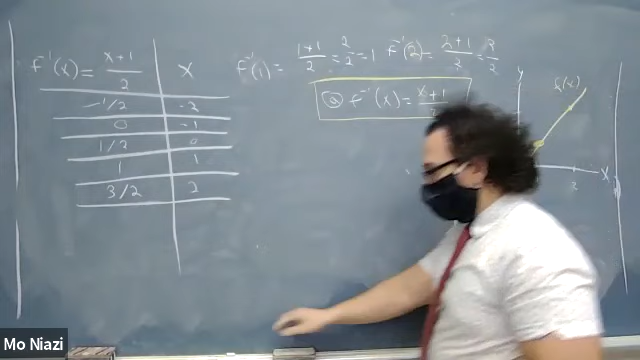 f⁻¹(x) = (x+1)/2 | x
-1/2 | -2
0 | -1
1/2 | 0
1 | 1
3/2 | 2
f⁻¹(1) = (1+1)/2 = 2/2 = 1 f⁻¹(2) = (2+1)/2 = 3/2
ⓐ f⁻¹(x) = x+1
y
f(x)
2
x
Mo Niazi